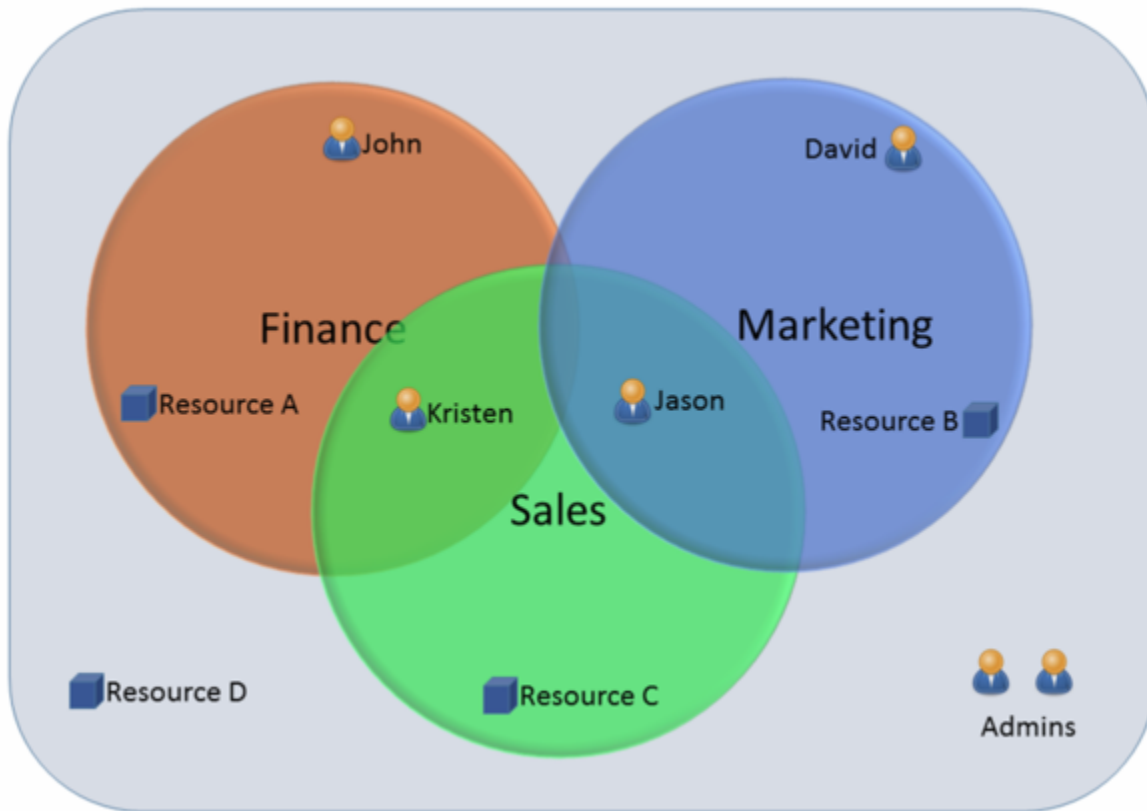 John
David
Finance
Marketing
Resource A
Kristen
Jason
Resource B
Sales
Resource D
Resource C
Admins